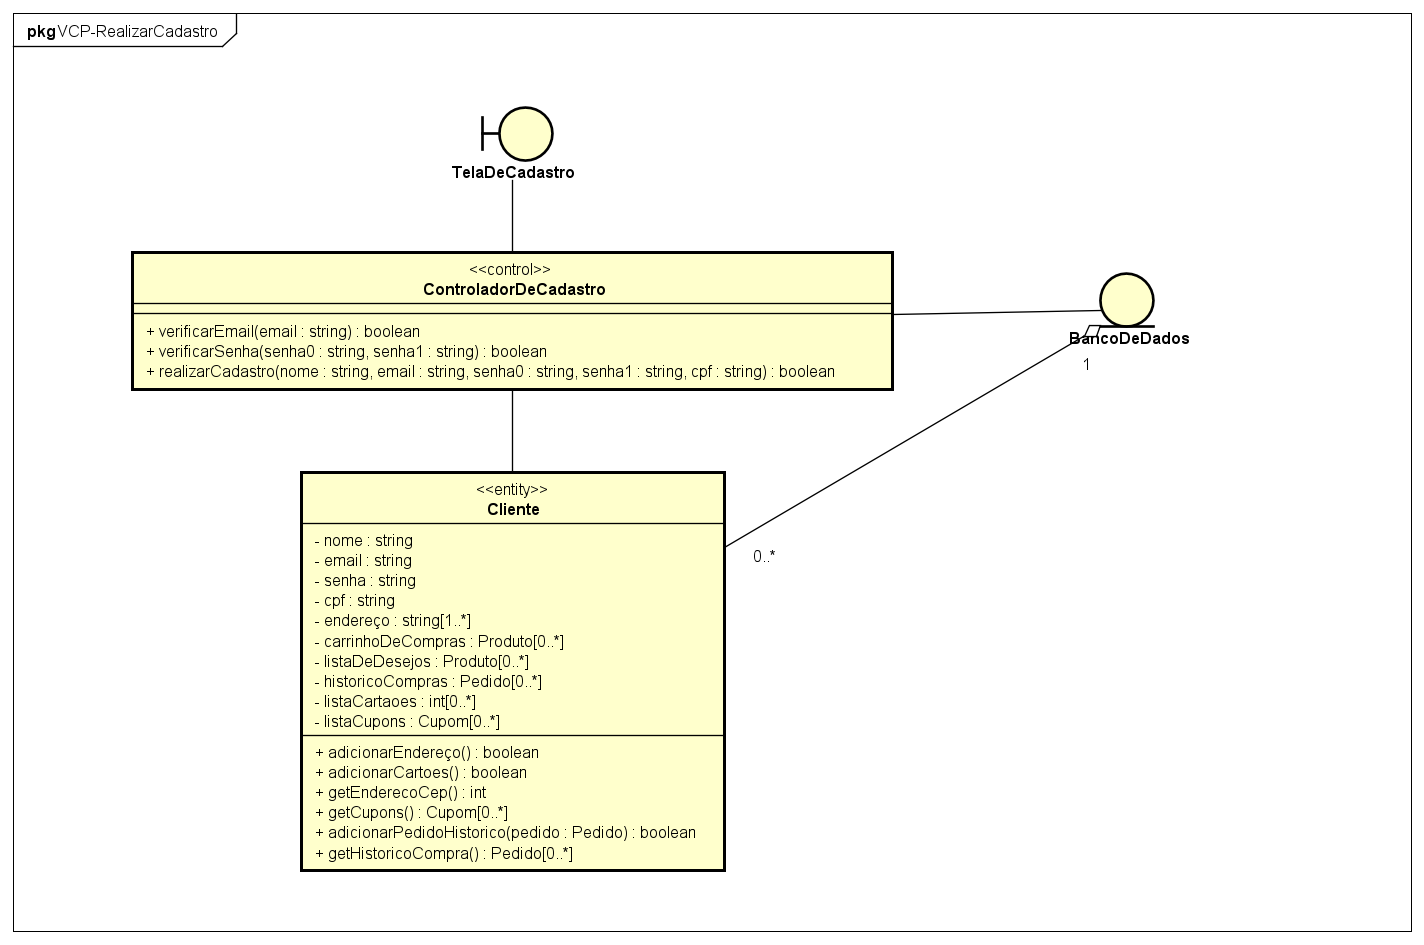 pkg VCP-RealizarCadastro
TelaDeCadastro
<<control>>
ControladorDeCadastro
+ verificarEmail(email : string) : boolean
+ verificarSenha(senha0 : string, senha1 : string) : boolean
+ realizarCadastro(nome : string, email : string, senha0 : string, senha1 : string, cpf : string) : boolean
BancoDeDados
1
<<entity>>
Cliente
- nome : string
- email : string
- senha : string
- cpf : string
- endereço : string[1..*]
- carrinhoDeCompras : Produto[0..*]
- listaDeDesejos : Produto[0..*]
- historicoCompras : Pedido[0..*]
- listaCartaoes : int[0..*]
- listaCupons : Cupom[0..*]
0..*
+ adicionarEndereço() : boolean
+ adicionarCartoes() : boolean
+ getEnderecoCep() : int
+ getCupons() : Cupom[0..*]
+ adicionarPedidoHistorico(pedido : Pedido) : boolean
+ getHistoricoCompra() : Pedido[0..*]